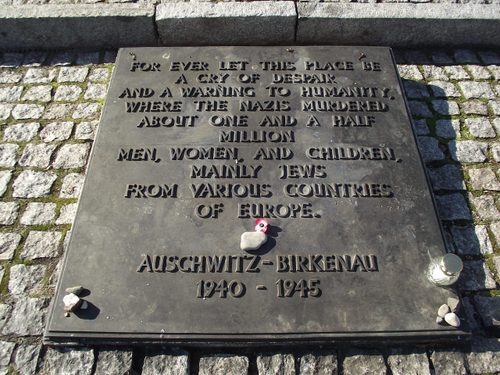 FOR EVER LET THIS PLACE BE
A CRY OF DESPAIR
AND A WARNING TO HUMANITY,
WHERE THE NAZIS MURDERED
ABOUT ONE AND A HALF
MILLION
MEN, WOMEN, AND CHILDREN,
MAINLY JEWS
FROM VARIOUS COUNTRIES
OF EUROPE.
AUSCHWITZ-BIRKENAU
1940 - 1945